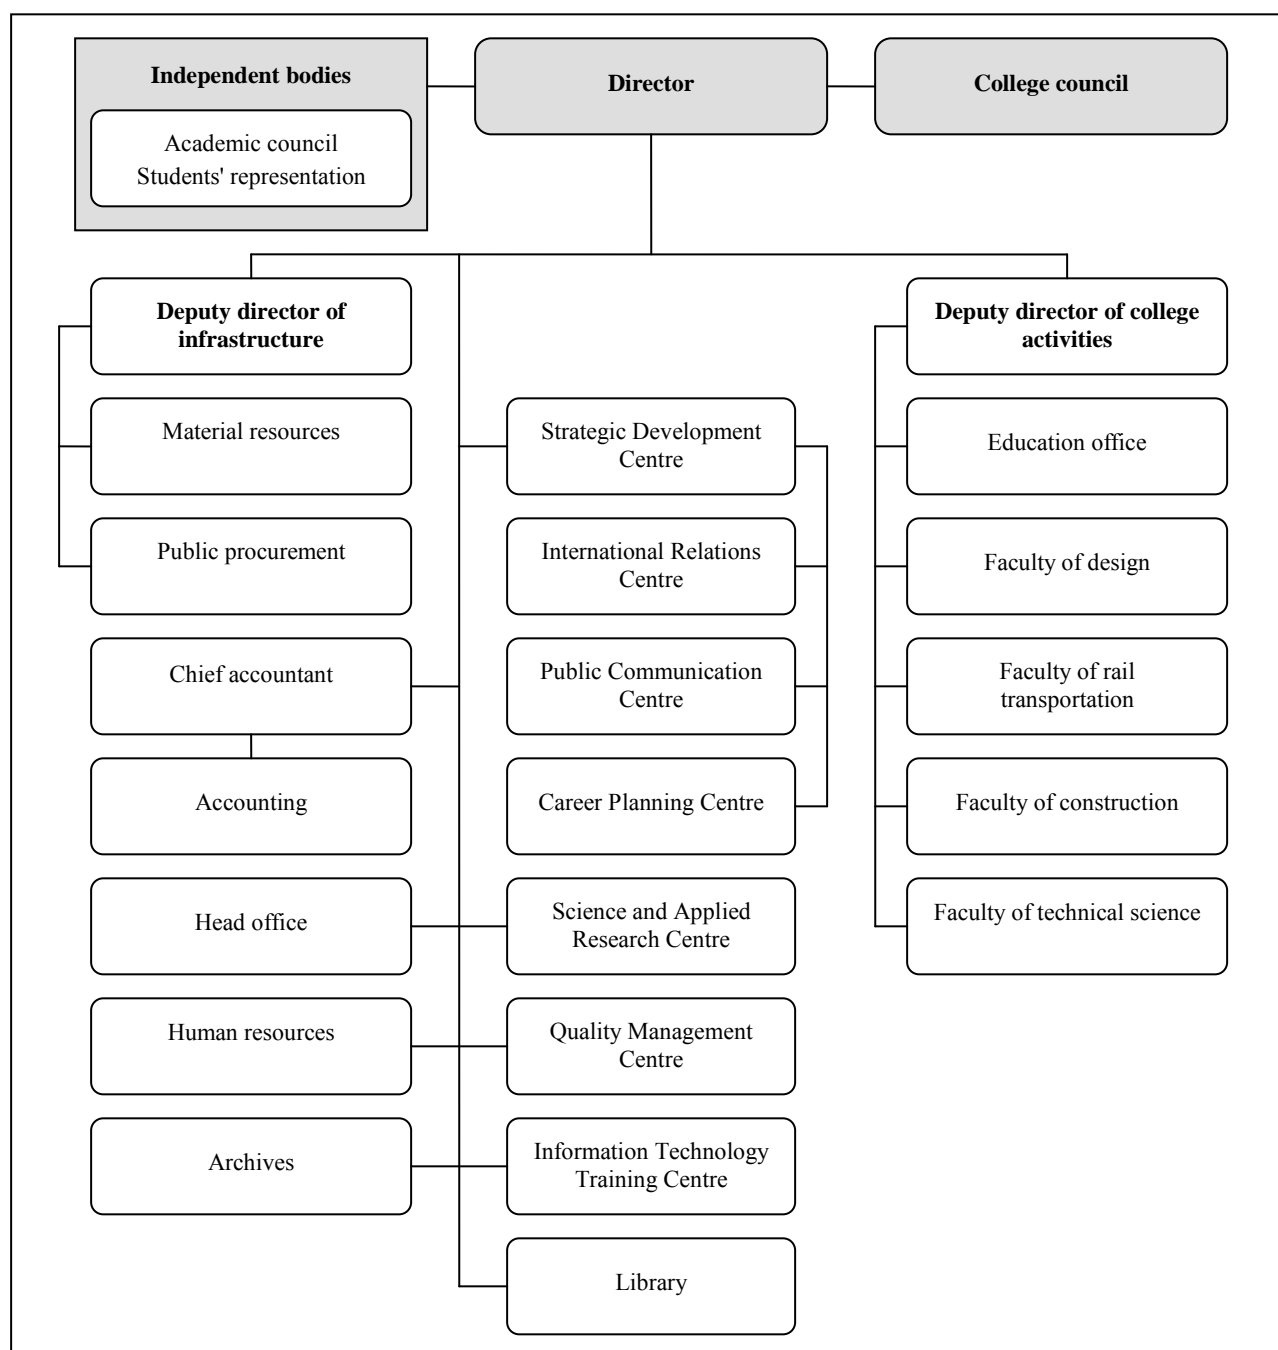 Independent bodies
Academic council
Students' representation
Director
College council
Deputy director of
infrastructure
Material resources
Public procurement
Chief accountant
Accounting
Head office
Human resources
Archives
Strategic Development
Centre
International Relations
Centre
Public Communication
Centre
Career Planning Centre
Science and Applied
Research Centre
Quality Management
Centre
Information Technology
Training Centre
Library
Deputy director of college
activities
Education office
Faculty of design
Faculty of rail
transportation
Faculty of construction
Faculty of technical science